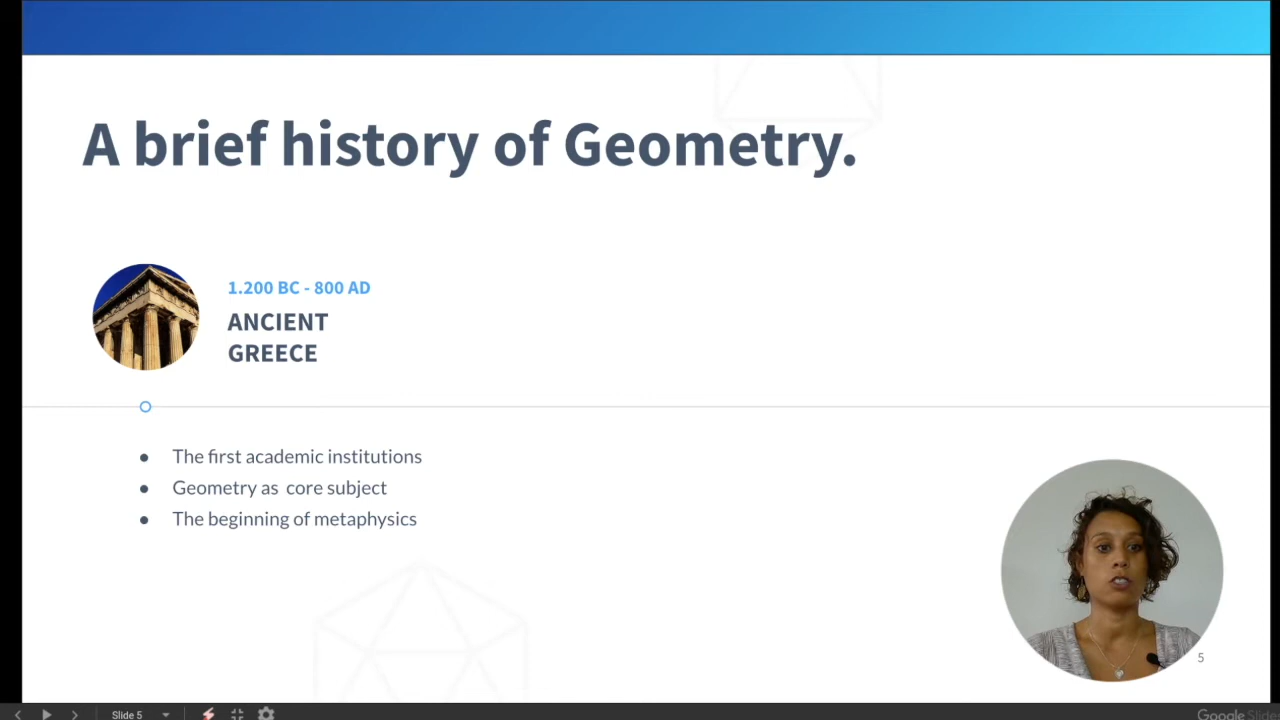 A brief history of Geometry.
1.200 BC - 800 AD
ANCIENT
GREECE
● The first academic institutions
● Geometry as core subject
● The beginning of metaphysics
5
Slide 5
Google Slides